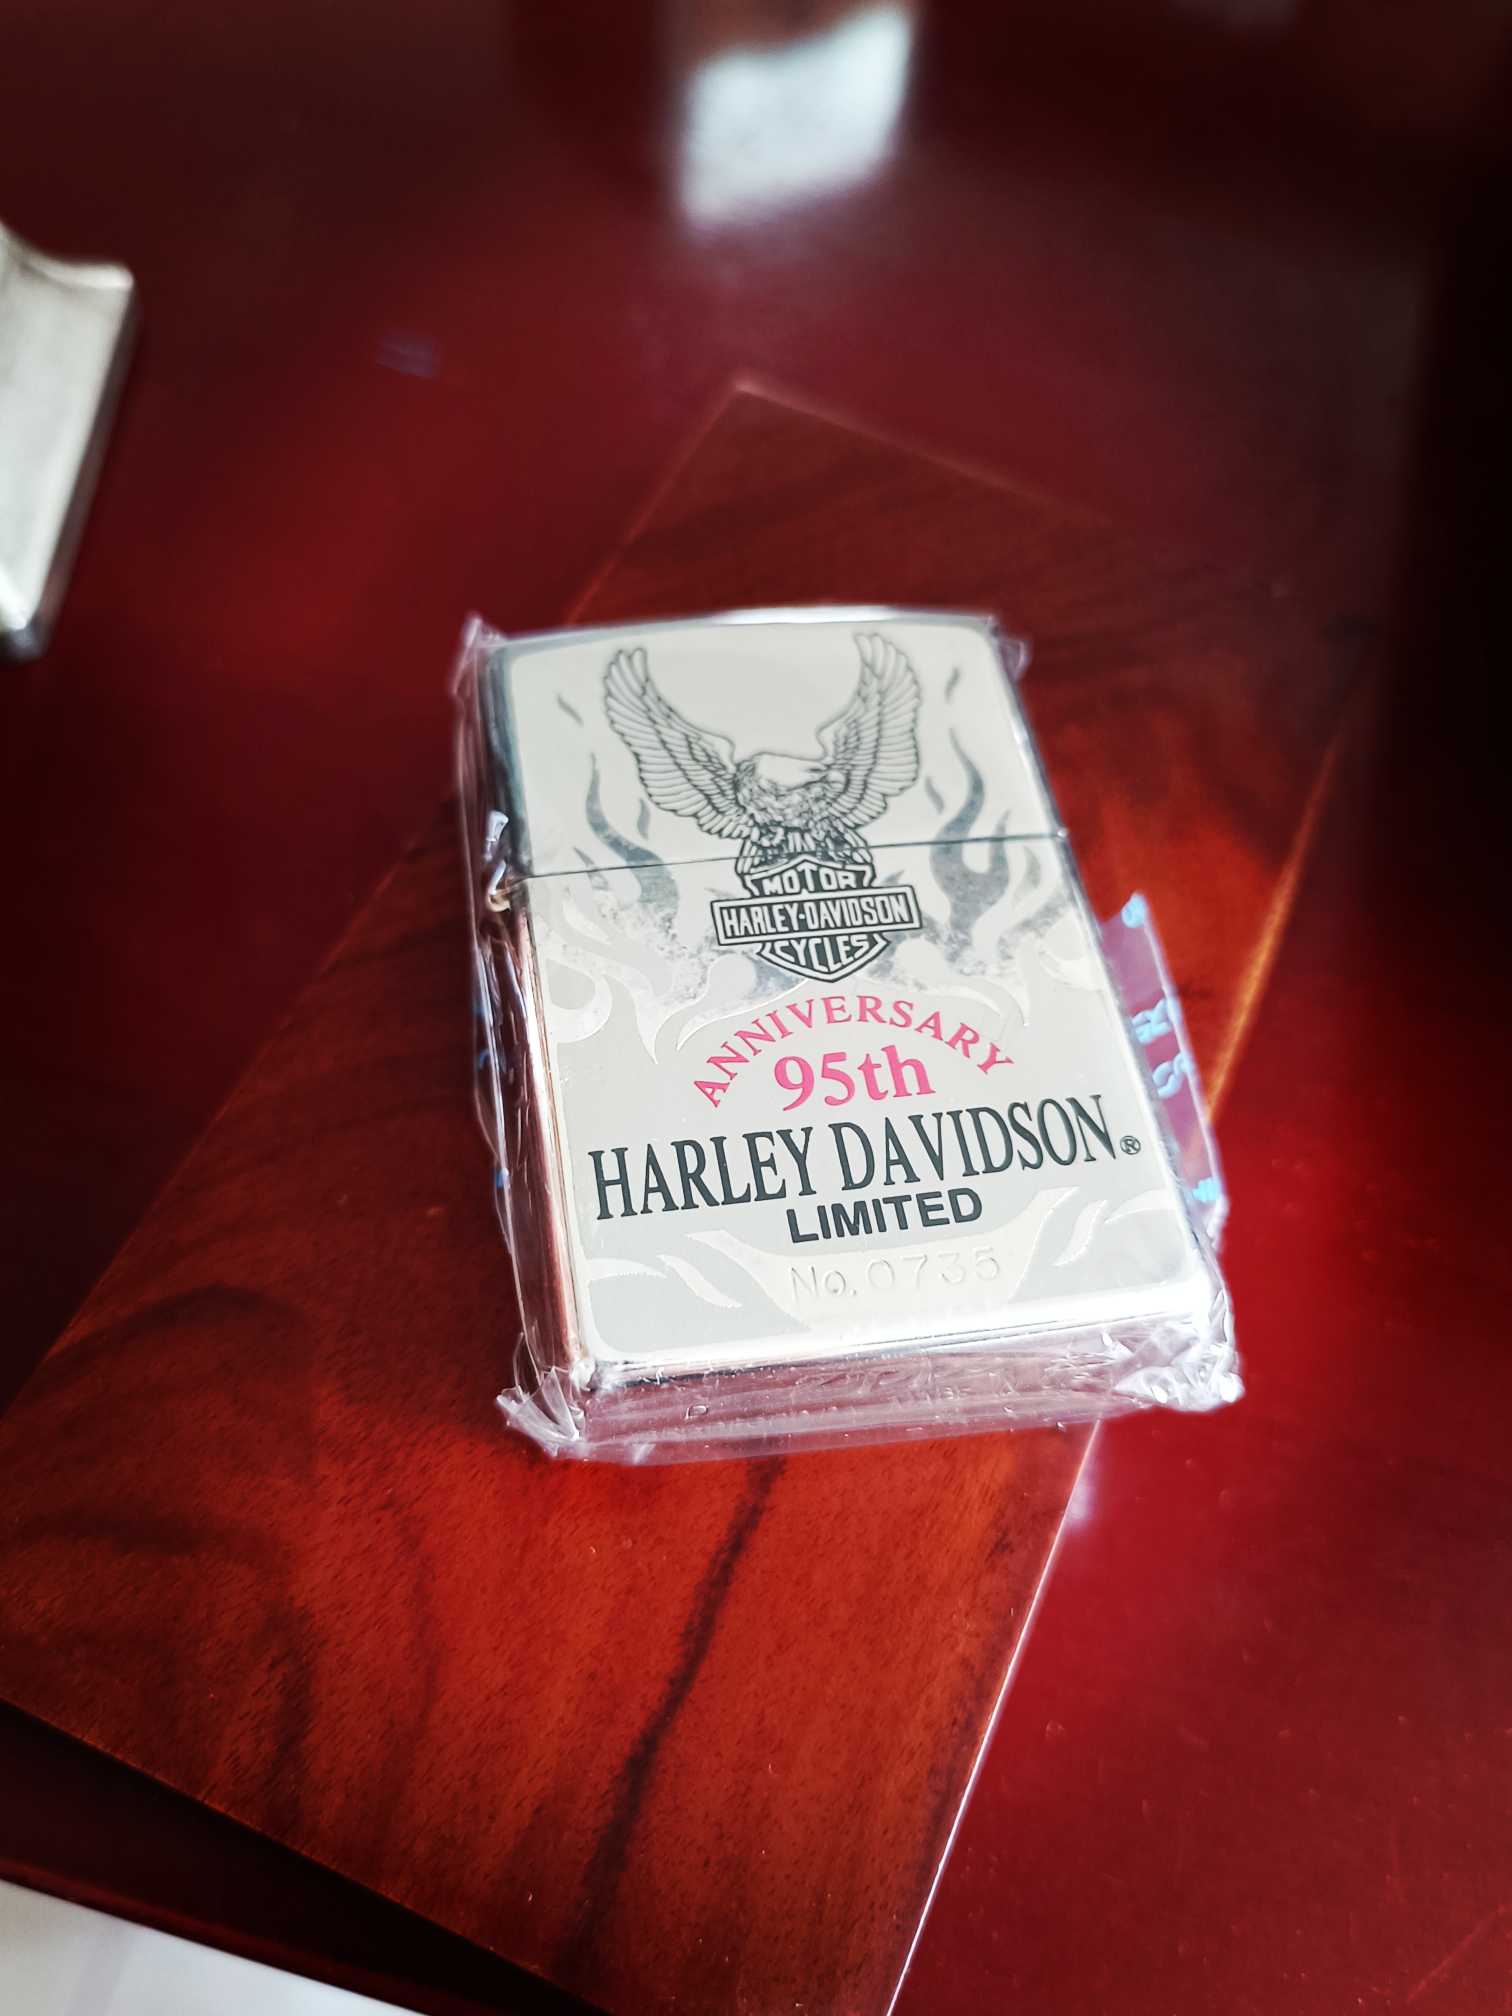 MOTOR
HARLEY-DAVIDSON
CYCLES
ANNIVERSARY
95th
HARLEY DAVIDSON®
LIMITED
No.0735